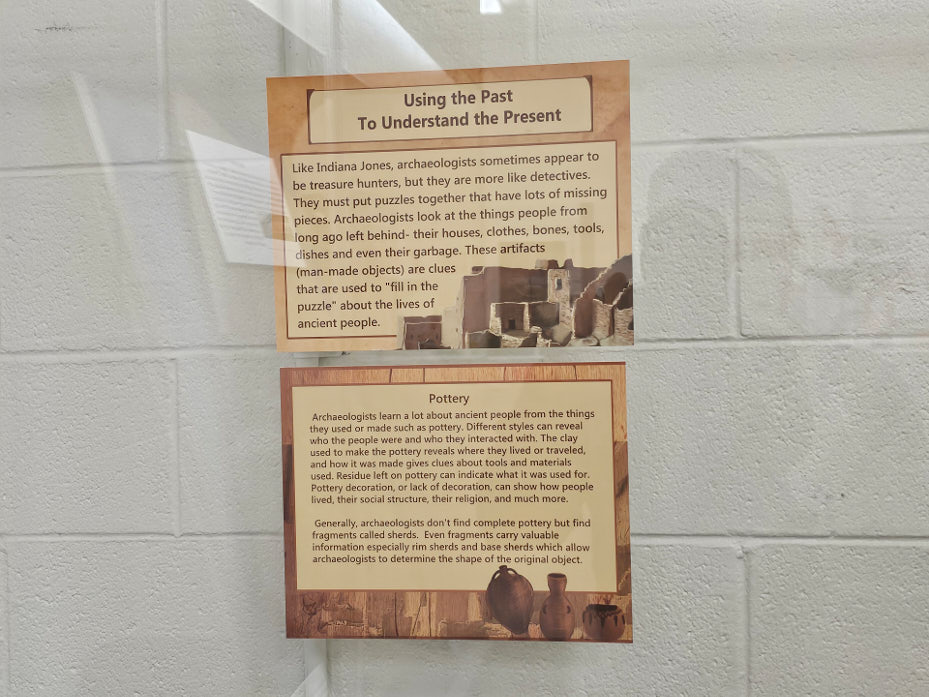 Using the Past
To Understand the Present
Like Indiana Jones, archaeologists sometimes appear to
be treasure hunters, but they are more like detectives.
They must put puzzles together that have lots of missing
pieces. Archaeologists look at the things people from
long ago left behind- their houses, clothes, bones, tools,
dishes and even their garbage. These artifacts
(man-made objects) are clues
that are used to "fill in the
puzzle" about the lives of
ancient people.
Pottery
Archaeologists learn a lot about ancient people from the things
they used or made such as pottery. Different styles can reveal
who the people were and who they interacted with. The clay
used to make the pottery reveals where they lived or traveled,
and how it was made gives clues about tools and materials
used. Residue left on pottery can indicate what it was used for.
Pottery decoration, or lack of decoration, can show how people
lived, their social structure, their religion, and much more.
Generally, archaeologists don't find complete pottery but find
fragments called sherds. Even fragments carry valuable
information especially rim sherds and base sherds which allow
archaeologists to determine the shape of the original object.